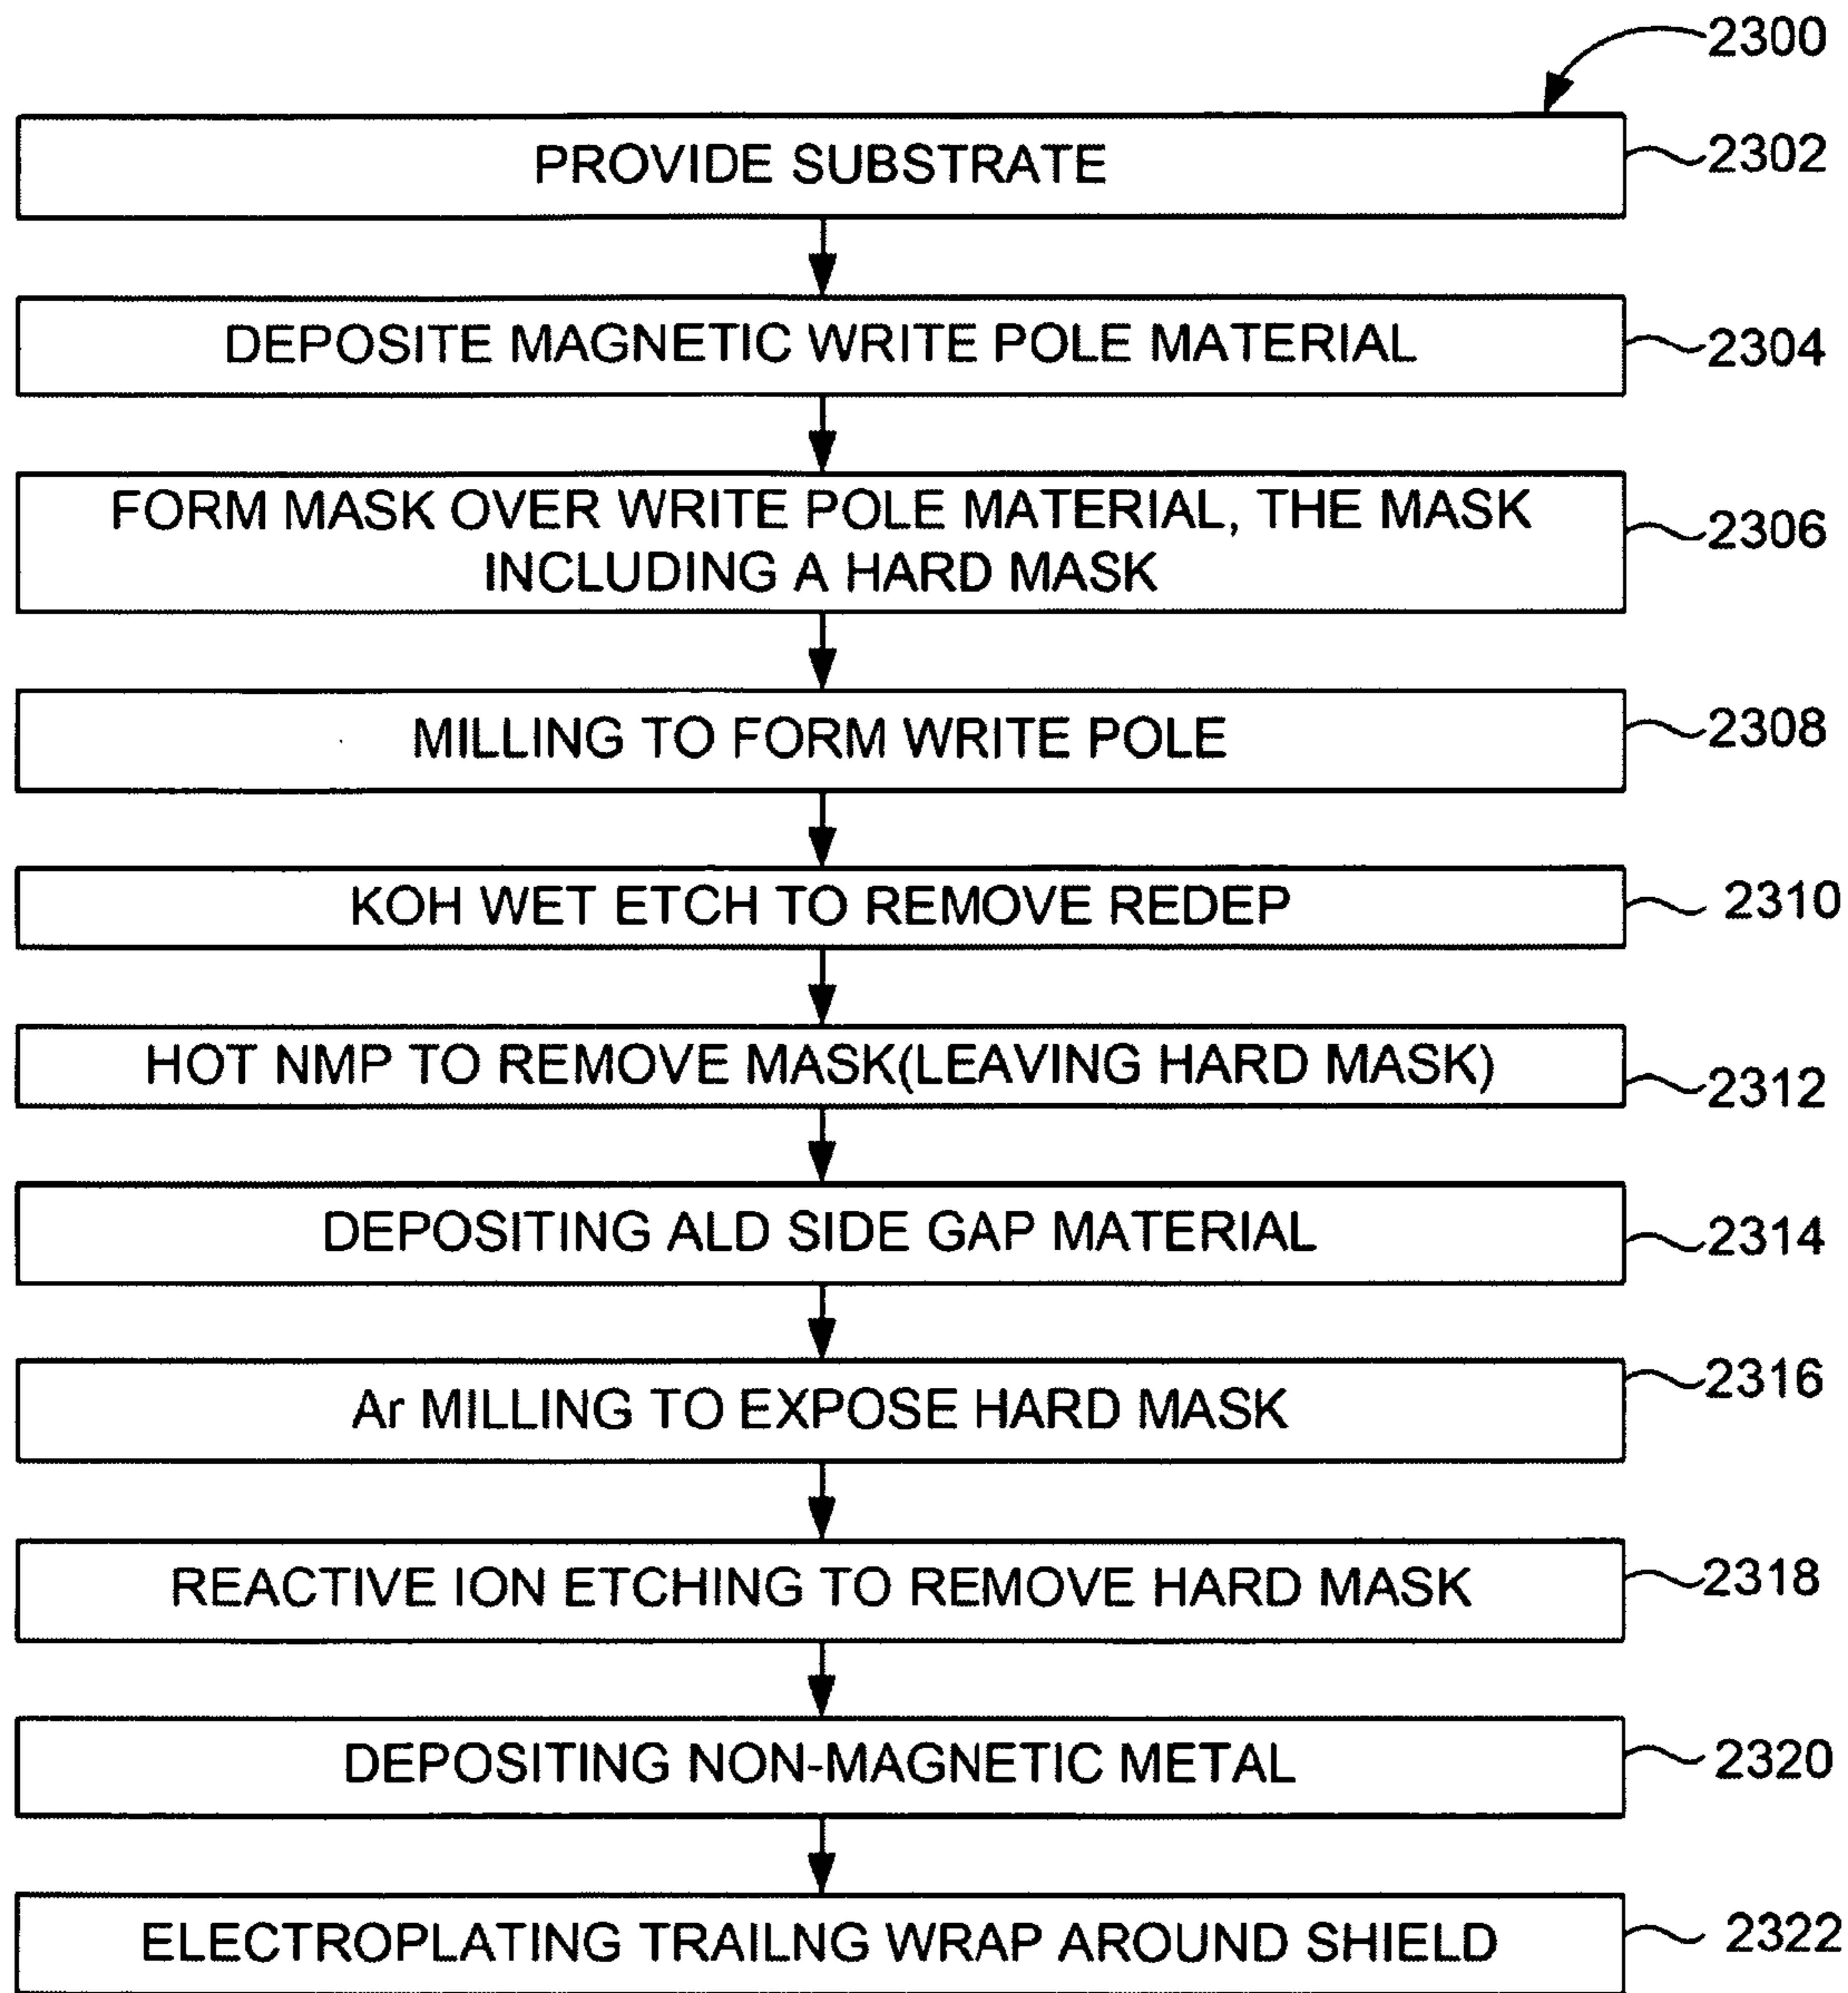 2300
PROVIDE SUBSTRATE
2302
DEPOSITE MAGNETIC WRITE POLE MATERIAL
2304
FORM MASK OVER WRITE POLE MATERIAL, THE MASK
INCLUDING A HARD MASK
2306
MILLING TO FORM WRITE POLE
2308
KOH WET ETCH TO REMOVE REDEP
2310
HOT NMP TO REMOVE MASK(LEAVING HARD MASK)
2312
DEPOSITING ALD SIDE GAP MATERIAL
2314
Ar MILLING TO EXPOSE HARD MASK
2316
REACTIVE ION ETCHING TO REMOVE HARD MASK
2318
DEPOSITING NON-MAGNETIC METAL
2320
ELECTROPLATING TRAILNG WRAP AROUND SHIELD
2322